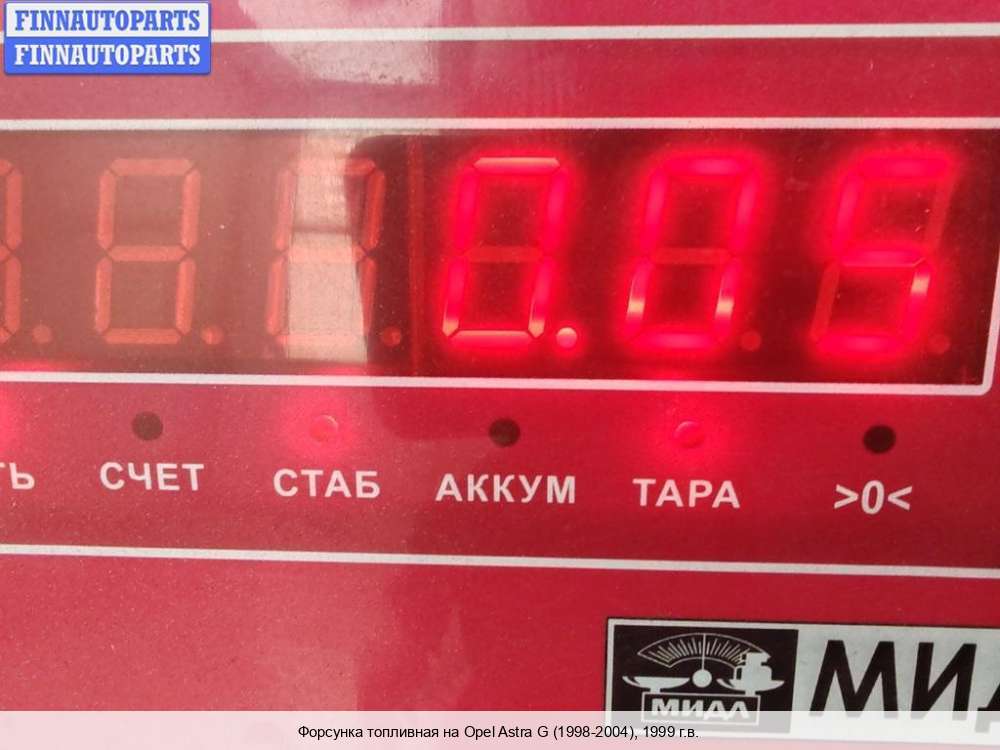 FINNAUTOPARTS
FINNAUTOPARTS
0.05
ТЬ СЧЕТ СТАБ АККУМ ТАРА >0<
МИДЛ МИД
Форсунка топливная на Opel Astra G (1998-2004), 1999 г.в.